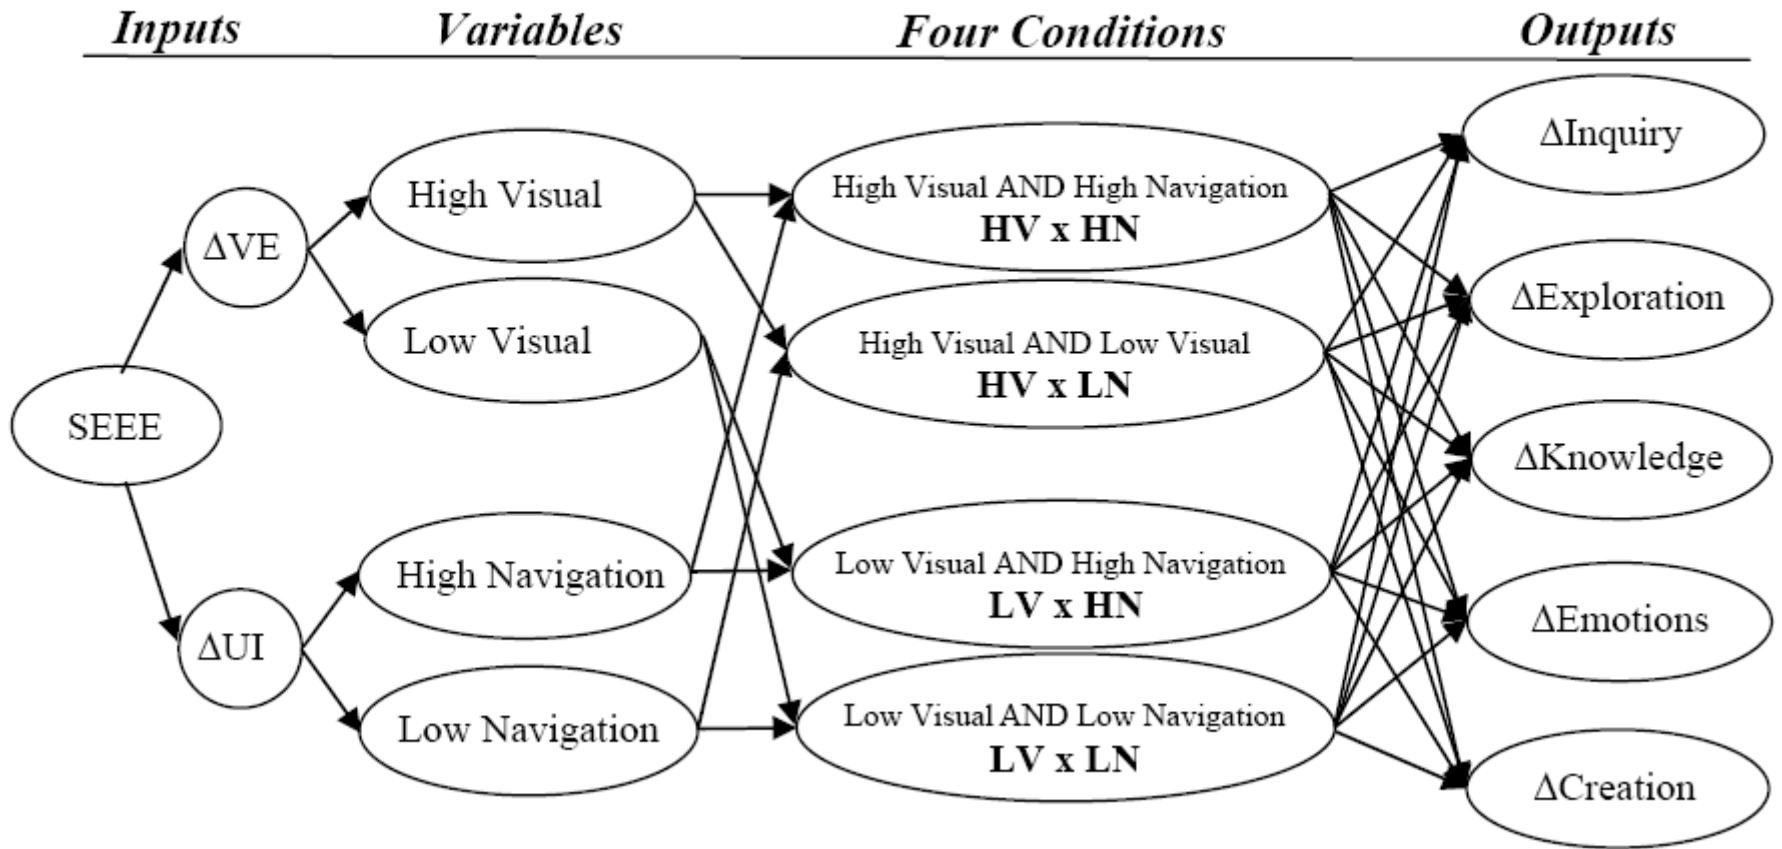 Inputs Variables Four Conditions Outputs
SEEE
ΔVE
ΔUI
High Visual
Low Visual
High Navigation
Low Navigation
High Visual AND High Navigation
HV x HN
High Visual AND Low Visual
HV x LN
Low Visual AND High Navigation
LV x HN
Low Visual AND Low Navigation
LV x LN
ΔInquiry
ΔExploration
ΔKnowledge
ΔEmotions
ΔCreation